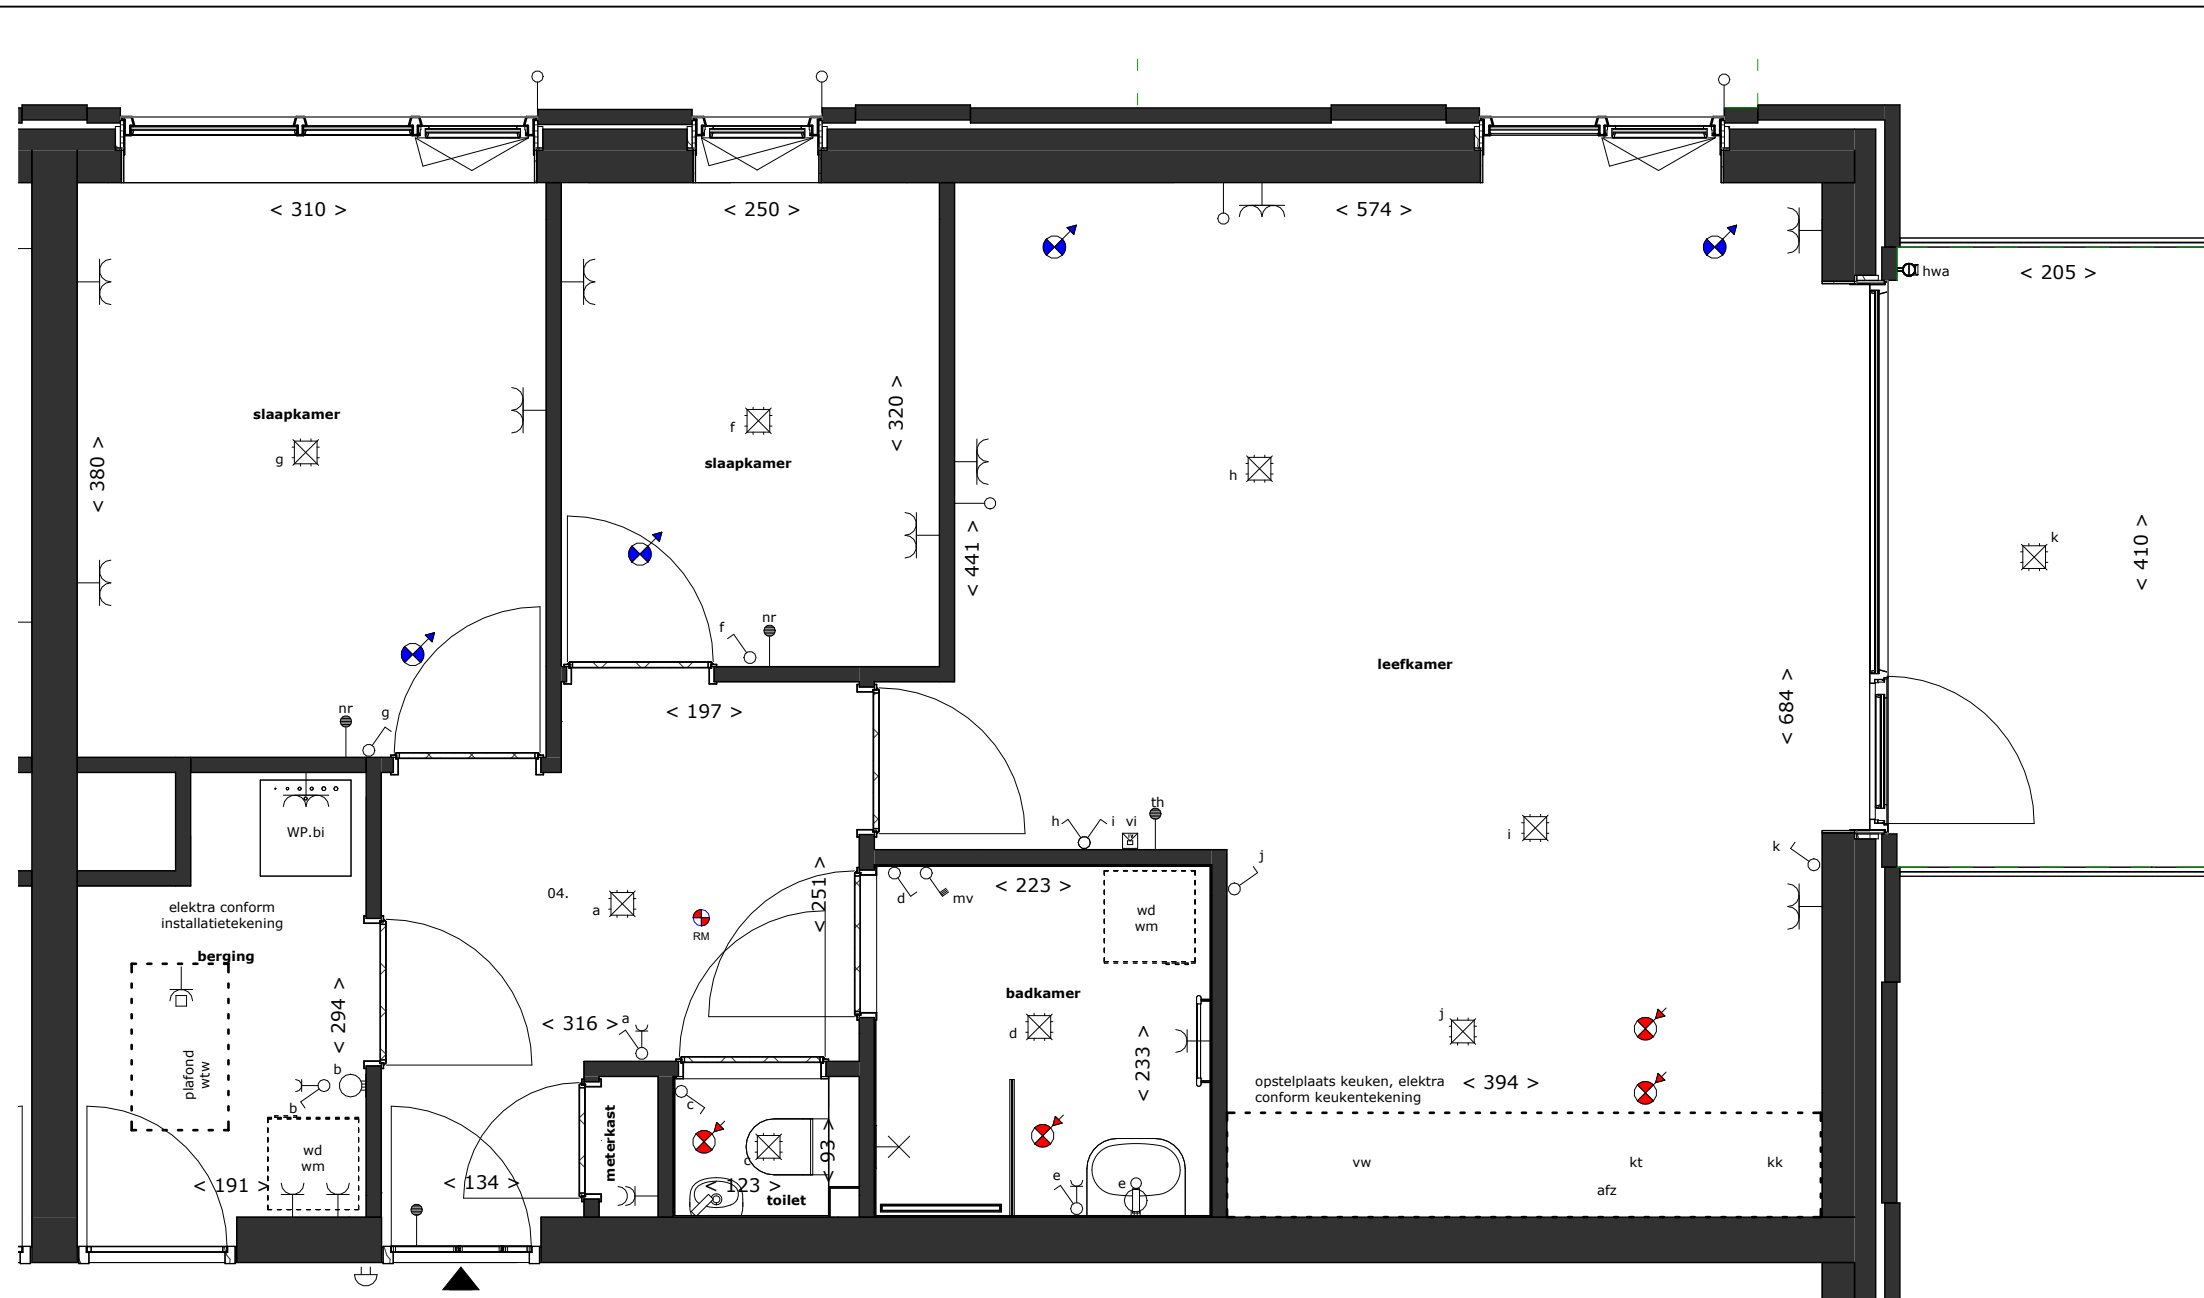 < 310 >
< 250 >
< 574 >
hwa
< 205 >
slaapkamer
g
< 380 >
f
slaapkamer
< 320 >
h
< 441 >
k
< 410 >
leefkamer
< 684 >
f
nr
nr
g
< 197 >
WP.bi
h
i
vi
th
i
k
j
elektra conform
installatietekening
berging
04.
a
RM
< 251 >
d
mv
< 223 >
wd
wm
badkamer
d
< 233 >
j
plafond
wtw
< 294 >
b
b
< 316 >
a
opstelplaats keuken, elektra
conform keukentekening
< 394 >
wd
wm
< 191 >
< 134 >
meterkast
c
c
< 93 >
< 123 >
toilet
e
e
vw
kt
kk
afz